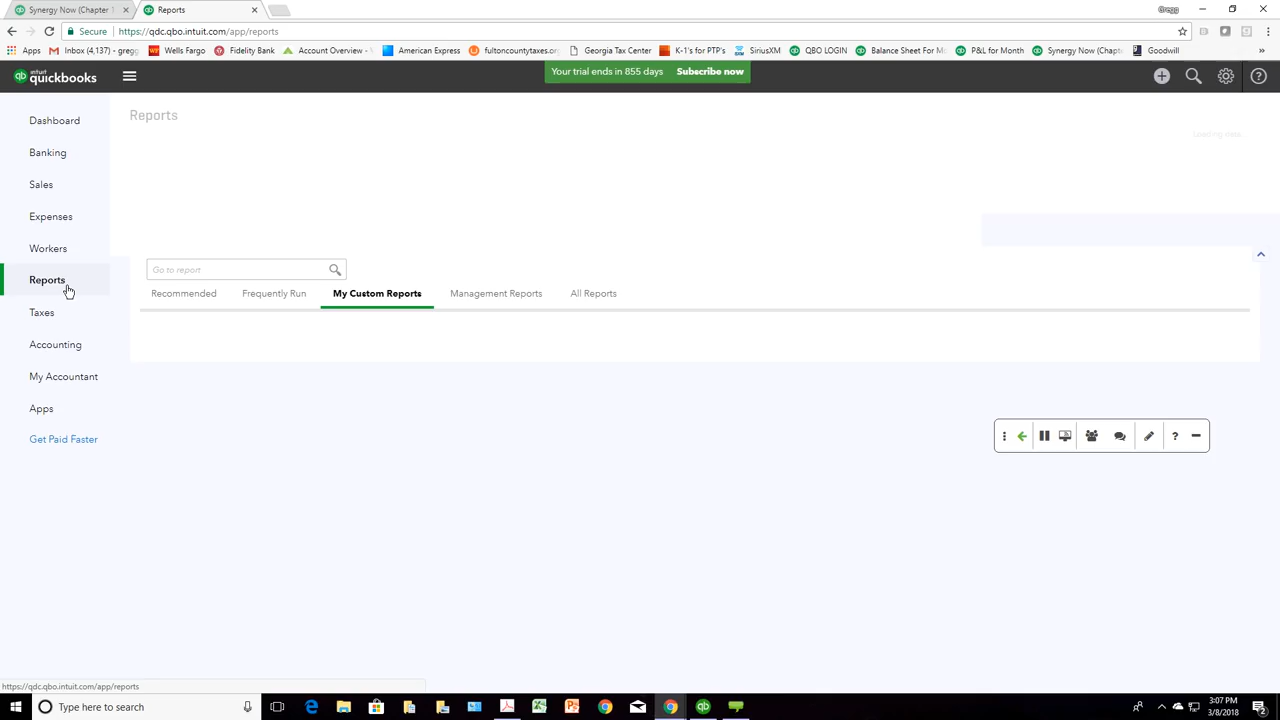 Synergy Now (Chapter 1
Reports
Gregg
Secure
https://qdc.qbo.intuit.com/app/reports
Apps
Inbox (4,137) - gregg
Wells Fargo
Fidelity Bank
Account Overview - V
American Express
fultoncountytaxes.org
Georgia Tax Center
K-1's for PTP's
SiriusXM
QBO LOGIN
Balance Sheet For Mo
P&L for Month
Synergy Now (Chapte
Goodwill
intuit
quickbooks
Your trial ends in 855 days
Subscribe now
Dashboard
Banking
Sales
Expenses
Workers
Reports
Taxes
Accounting
My Accountant
Apps
Get Paid Faster
Reports
Go to report
Recommended
Frequently Run
My Custom Reports
Management Reports
All Reports
https://qdc.qbo.intuit.com/app/reports
Type here to search
3:07 PM
3/8/2018
2